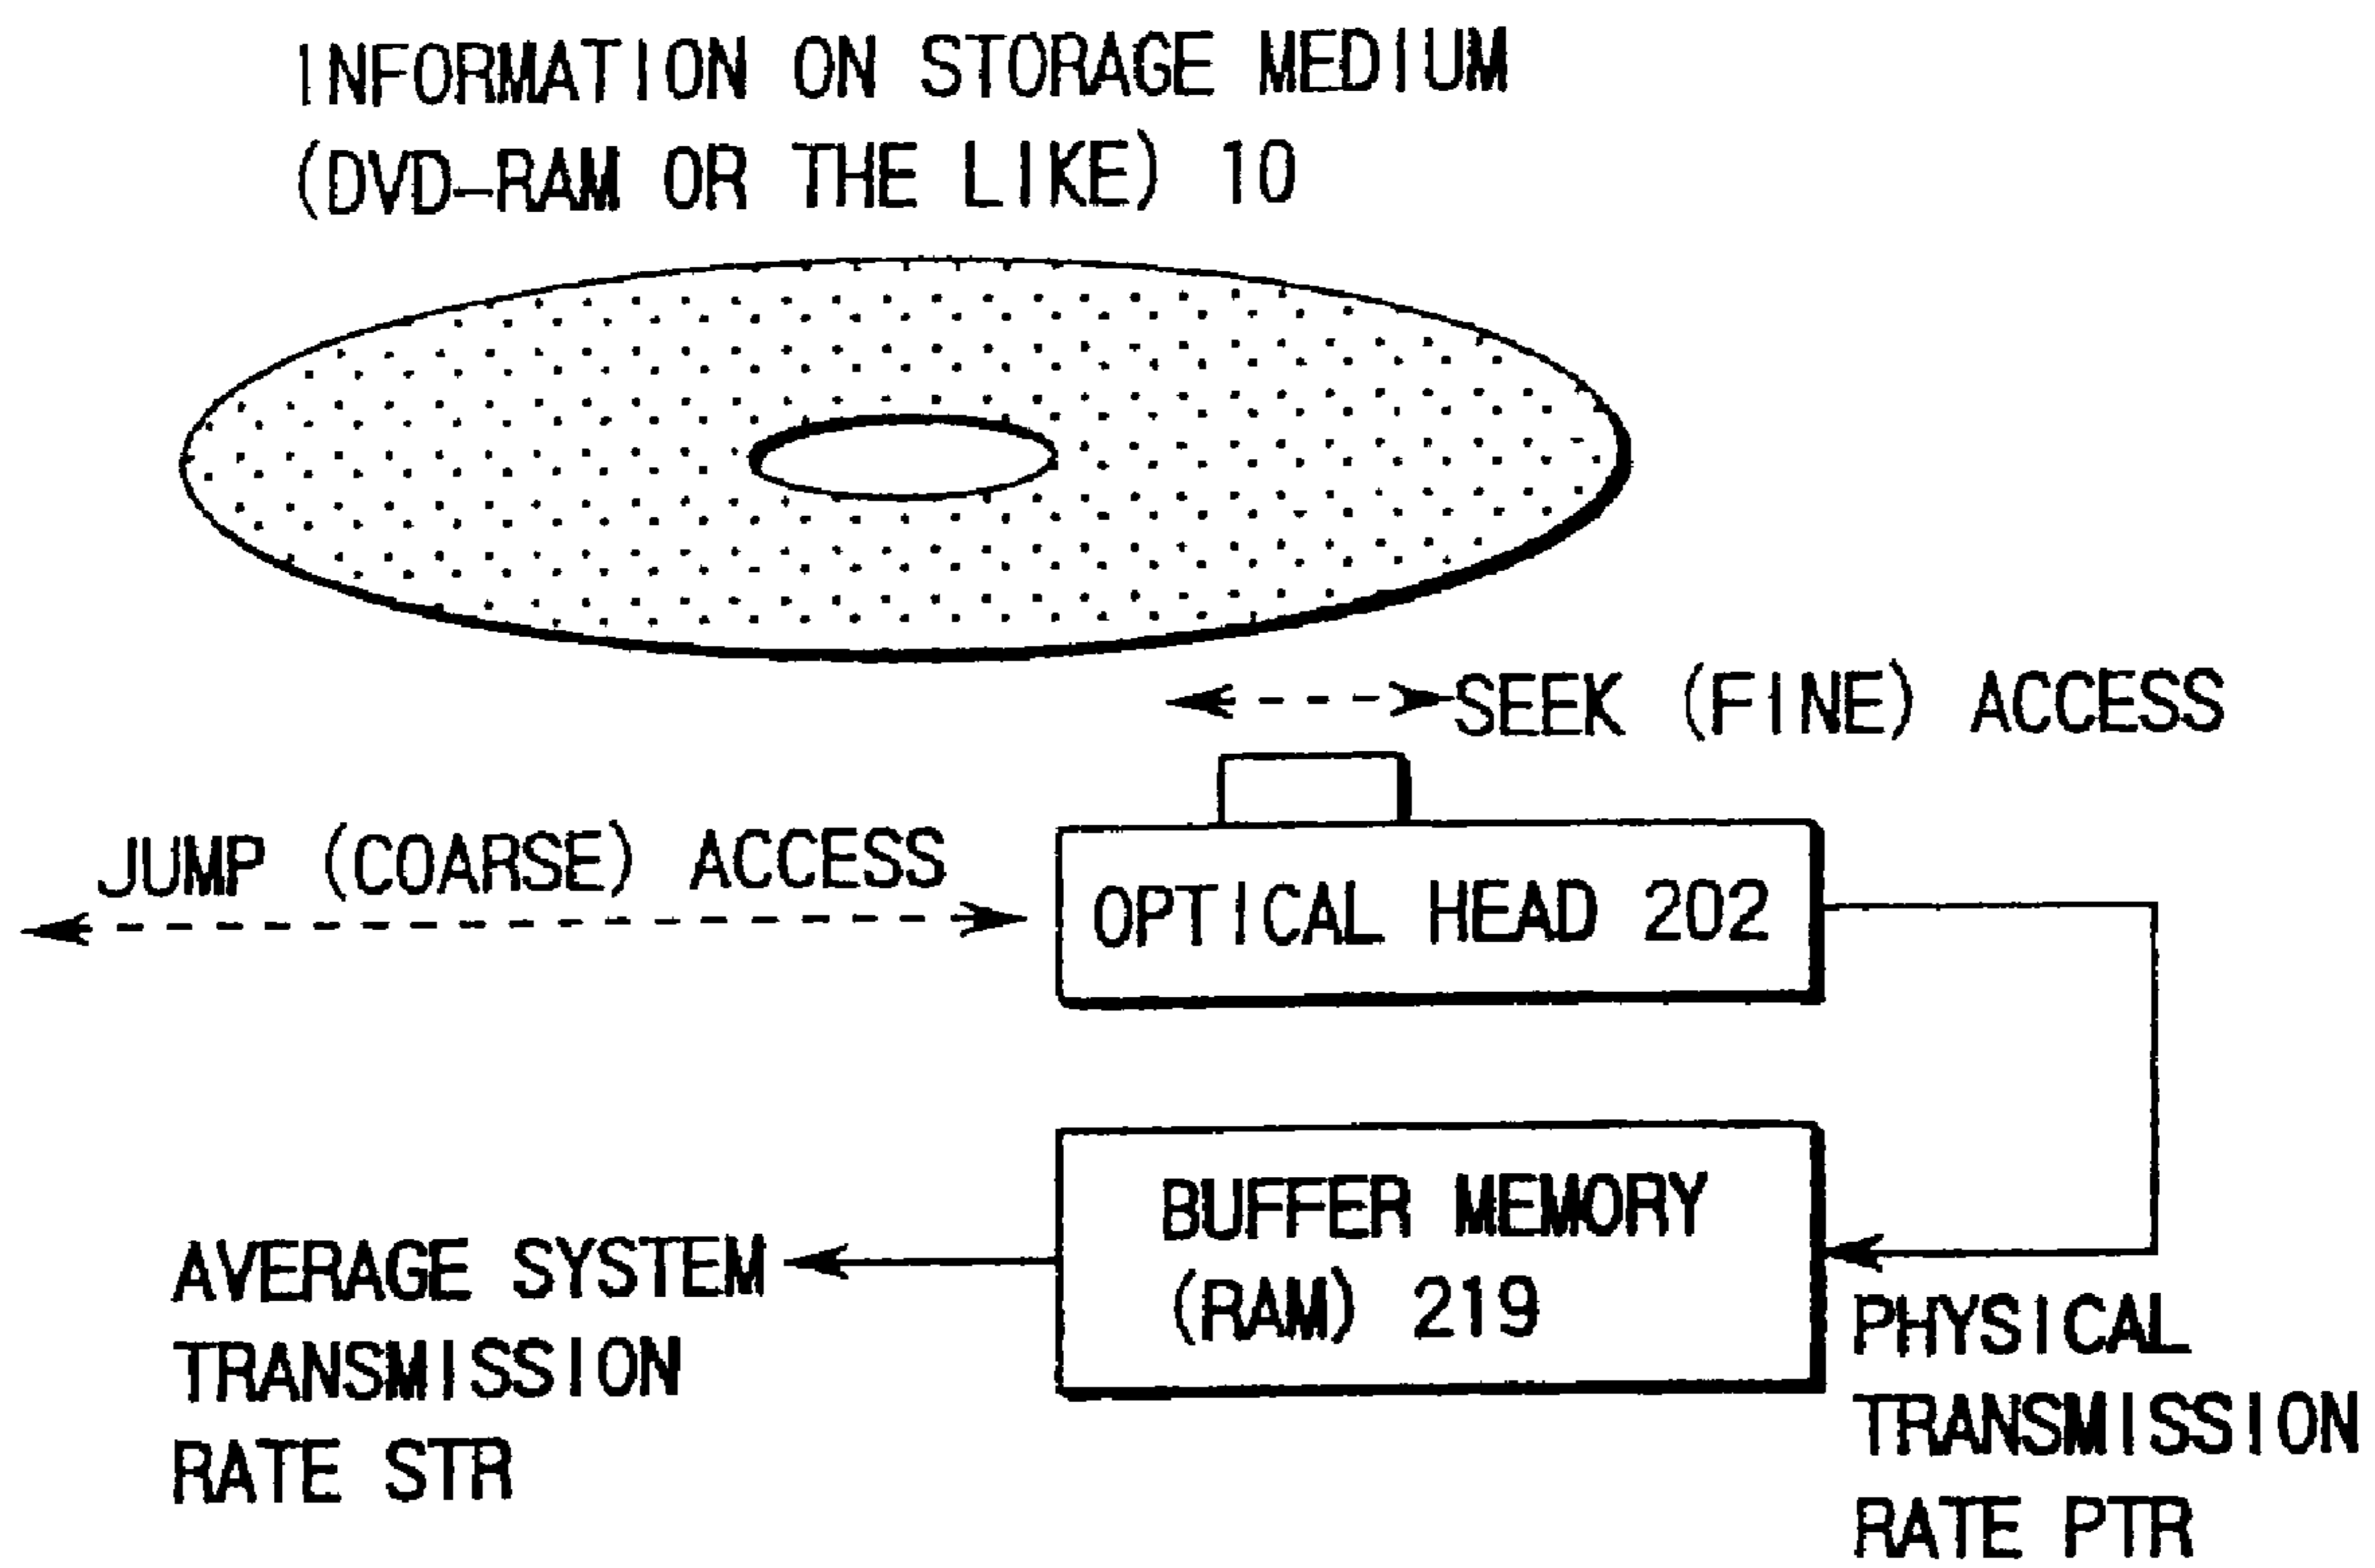 INFORMATION ON STORAGE MEDIUM
(DVD-RAM OR THE LIKE) 10
SEEK (FINE) ACCESS
JUMP (COARSE) ACCESS
OPTICAL HEAD 202
BUFFER MEMORY
(RAM) 219
AVERAGE SYSTEM
TRANSMISSION
RATE STR
PHYSICAL
TRANSMISSION
RATE PTR